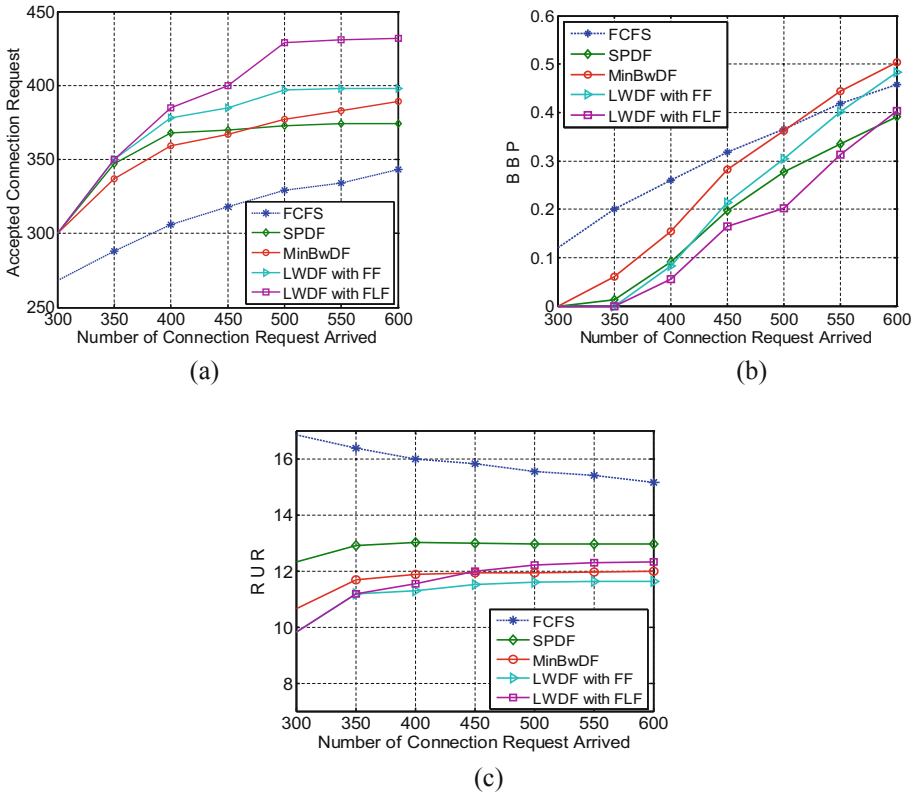 450
400
350
300
250
Accepted Connection Request
FCFS
SPDF
MinBwDF
LWDF with FF
LWDF with FLF
300 350 400 450 500 550 600
Number of Connection Request Arrived
(a)
0.6
0.5
0.4
0.3
0.2
0.1
0
B B P
FCFS
SPDF
MinBwDF
LWDF with FF
LWDF with FLF
300 350 400 450 500 550 600
Number of Connection Request Arrived
(b)
16
14
12
10
8
R U R
FCFS
SPDF
MinBwDF
LWDF with FF
LWDF with FLF
300 350 400 450 500 550 600
Number of Connection Request Arrived
(c)